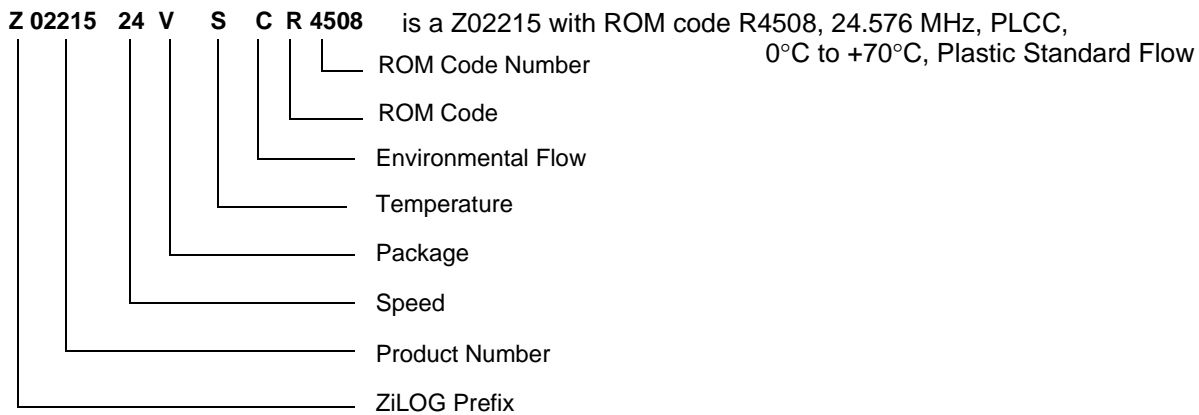 Z 02215 24 V S C R 4508 is a Z02215 with ROM code R4508, 24.576 MHz, PLCC,
0°C to +70°C, Plastic Standard Flow
ROM Code Number
ROM Code
Environmental Flow
Temperature
Package
Speed
Product Number
ZiLOG Prefix